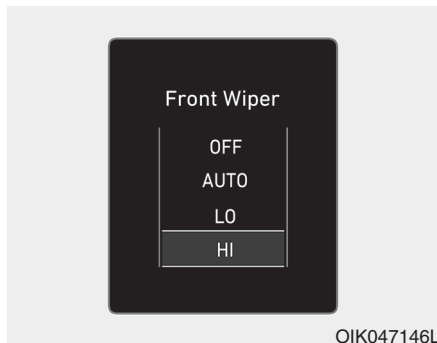 Front Wiper
OFF
AUTO
LO
HI
OIK047146L